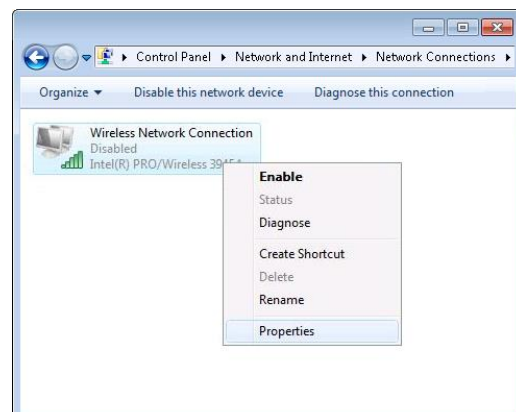 Control Panel ▸ Network and Internet ▸ Network Connections ▸
Organize ▾ Disable this network device Diagnose this connection
Wireless Network Connection
Disabled
Intel(R) PRO/Wireless
Enable
Status
Diagnose
Create Shortcut
Delete
Rename
Properties